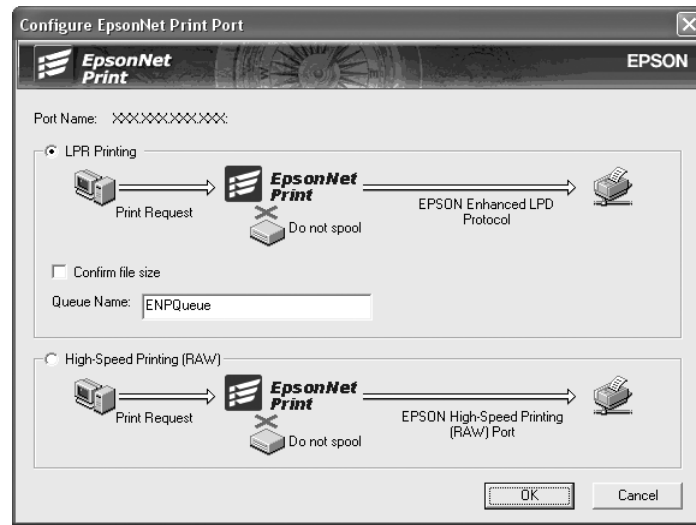 Configure EpsonNet Print Port
EpsonNet
Print
EPSON
Port Name: XXX.XXX.XXX.XXX:
LPR Printing
Print Request
EpsonNet
Print
Do not spool
EPSON Enhanced LPD
Protocol
Confirm file size
Queue Name: ENPQueue
High-Speed Printing (RAW)
Print Request
EpsonNet
Print
Do not spool
EPSON High-Speed Printing
(RAW) Port
OK
Cancel